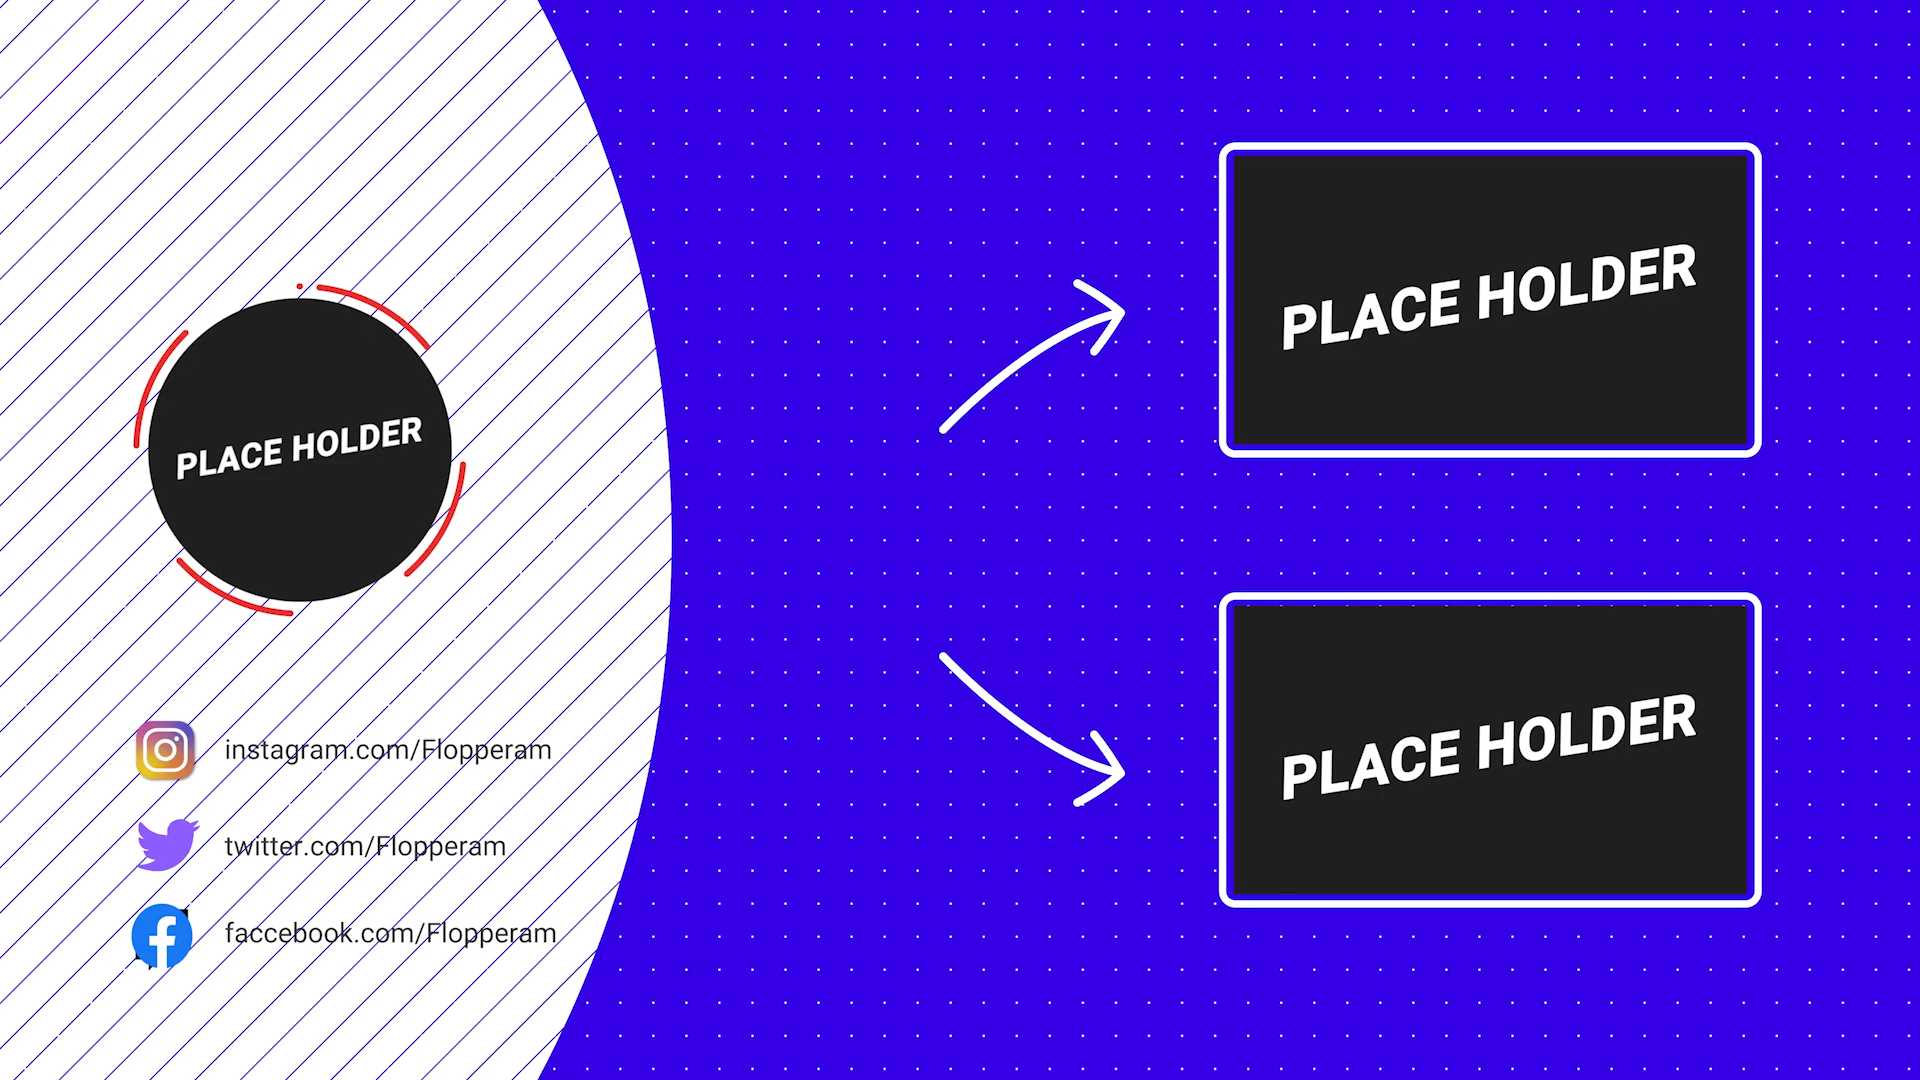 PLACE HOLDER
instagram.com/Flopperam
twitter.com/Flopperam
faccebook.com/Flopperam
PLACE HOLDER
PLACE HOLDER